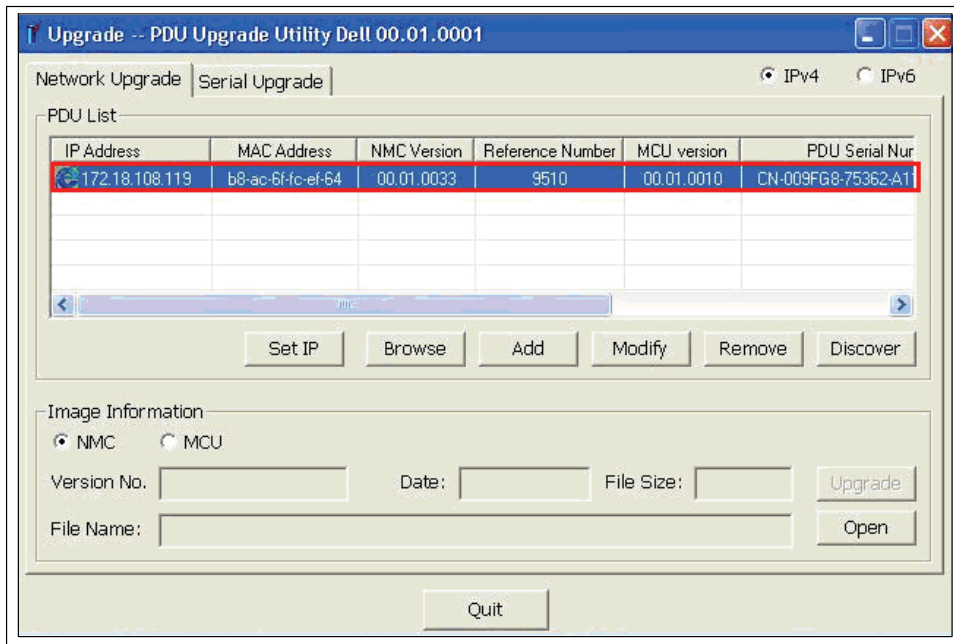 Upgrade -- PDU Upgrade Utility Dell 00.01.0001
Network Upgrade Serial Upgrade IPv4 IPv6
PDU List
IP Address MAC Address NMC Version Reference Number MCU version PDU Serial Nur
172.18.108.119 b8-ac-6f-fc-ef-64 00.01.0033 9510 00.01.0010 CN-009FG8-75362-A1
Set IP Browse Add Modify Remove Discover
Image Information
NMC MCU
Version No. Date: File Size: Upgrade
File Name: Open
Quit